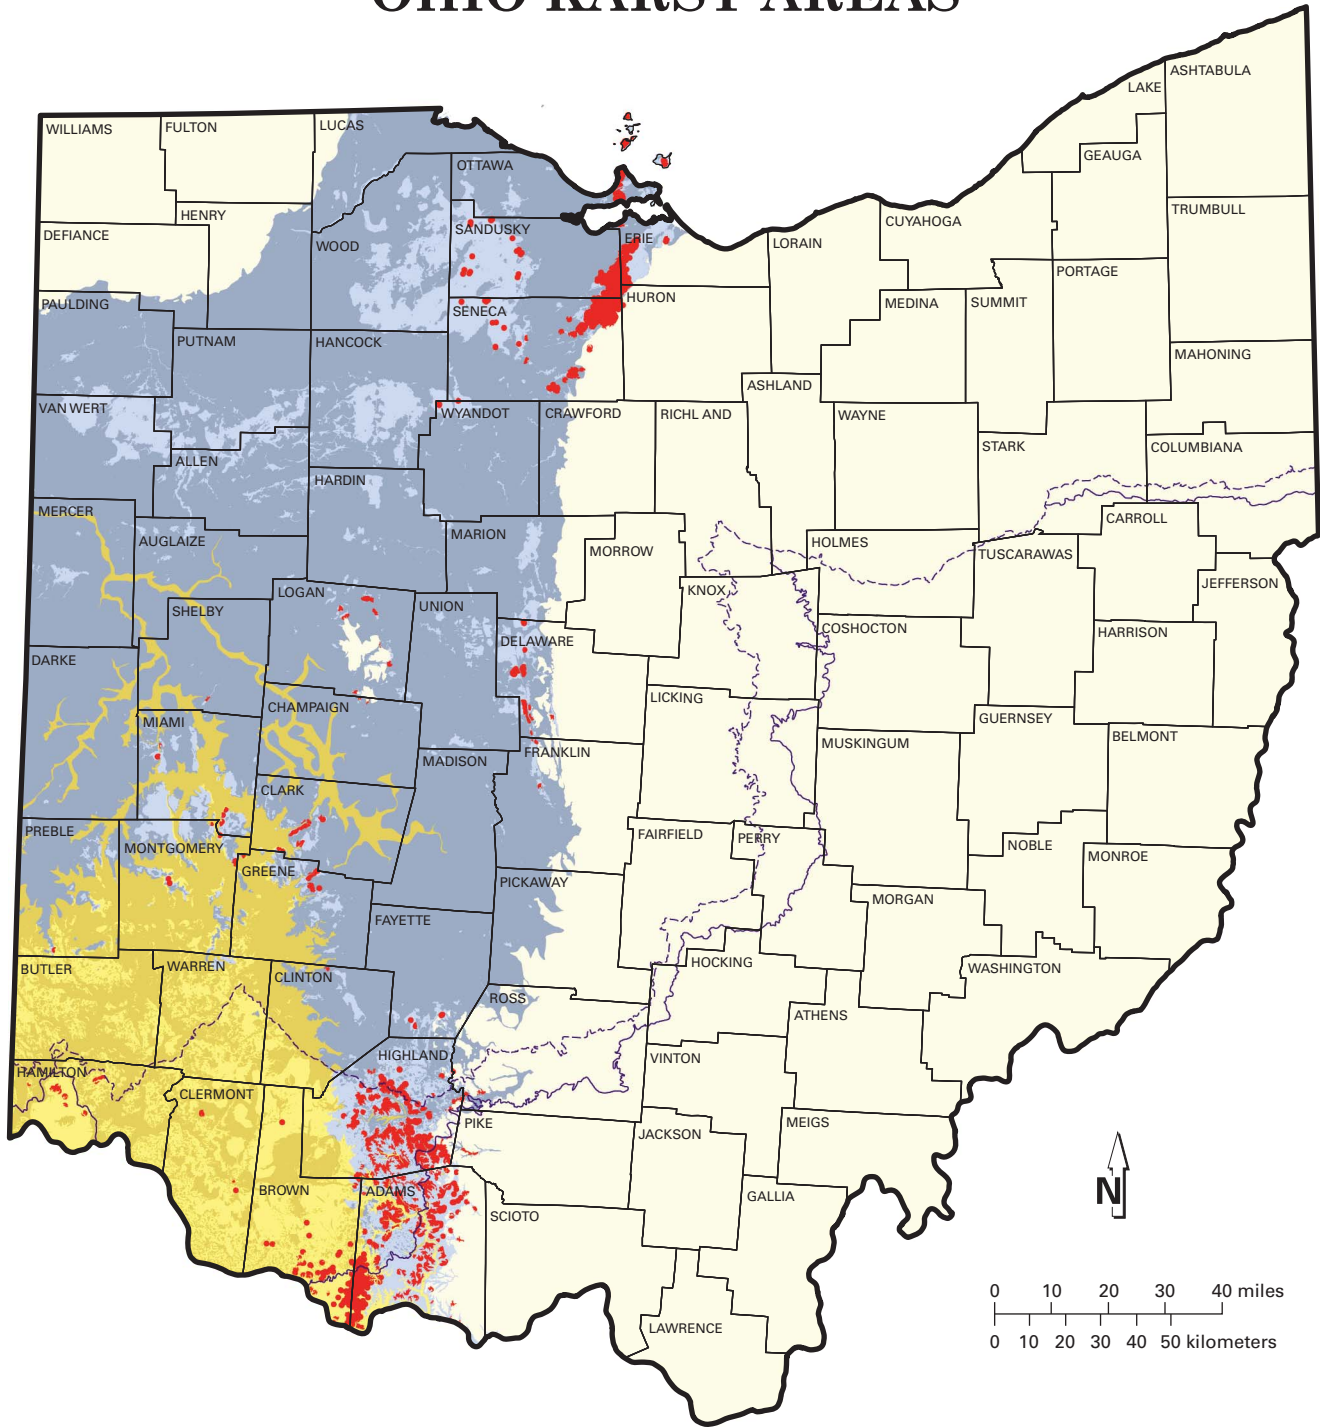 OHIO KARST AREAS
ASHTABULA
LAKE
WILLIAMS
FULTON
LUCAS
GEAUGA
OTTAWA
TRUMBULL
HENRY
CUYAHOGA
DEFIANCE
SANDUSKY
ERIE
LORAIN
WOOD
PORTAGE
PAULDING
HURON
MEDINA
SUMMIT
SENECA
PUTNAM
HANCOCK
MAHONING
ASHLAND
VAN WERT
WYANDOT
CRAWFORD
RICHL AND
WAYNE
STARK
COLUMBIANA
ALLEN
HARDIN
MERCER
CARROLL
AUGLAIZE
MARION
MORROW
HOLMES
TUSCARAWAS
JEFFERSON
LOGAN
KNOX
SHELBY
UNION
COSHOCTON
HARRISON
DELAWARE
DARKE
LICKING
CHAMPAIGN
GUERNSEY
MIAMI
BELMONT
MUSKINGUM
FRANKLIN
MADISON
CLARK
PREBLE
FAIRFIELD
PERRY
MONTGOMERY
NOBLE
MONROE
GREENE
PICKAWAY
MORGAN
FAYETTE
HOCKING
BUTLER
WARREN
CLINTON
WASHINGTON
ROSS
ATHENS
HIGHLAND
VINTON
HAMILTON
CLERMONT
PIKE
MEIGS
JACKSON
BROWN
ADAMS
GALLIA
N
SCIOTO
0 10 20 30 40 miles
LAWRENCE
0 10 20 30 40 50 kilometers